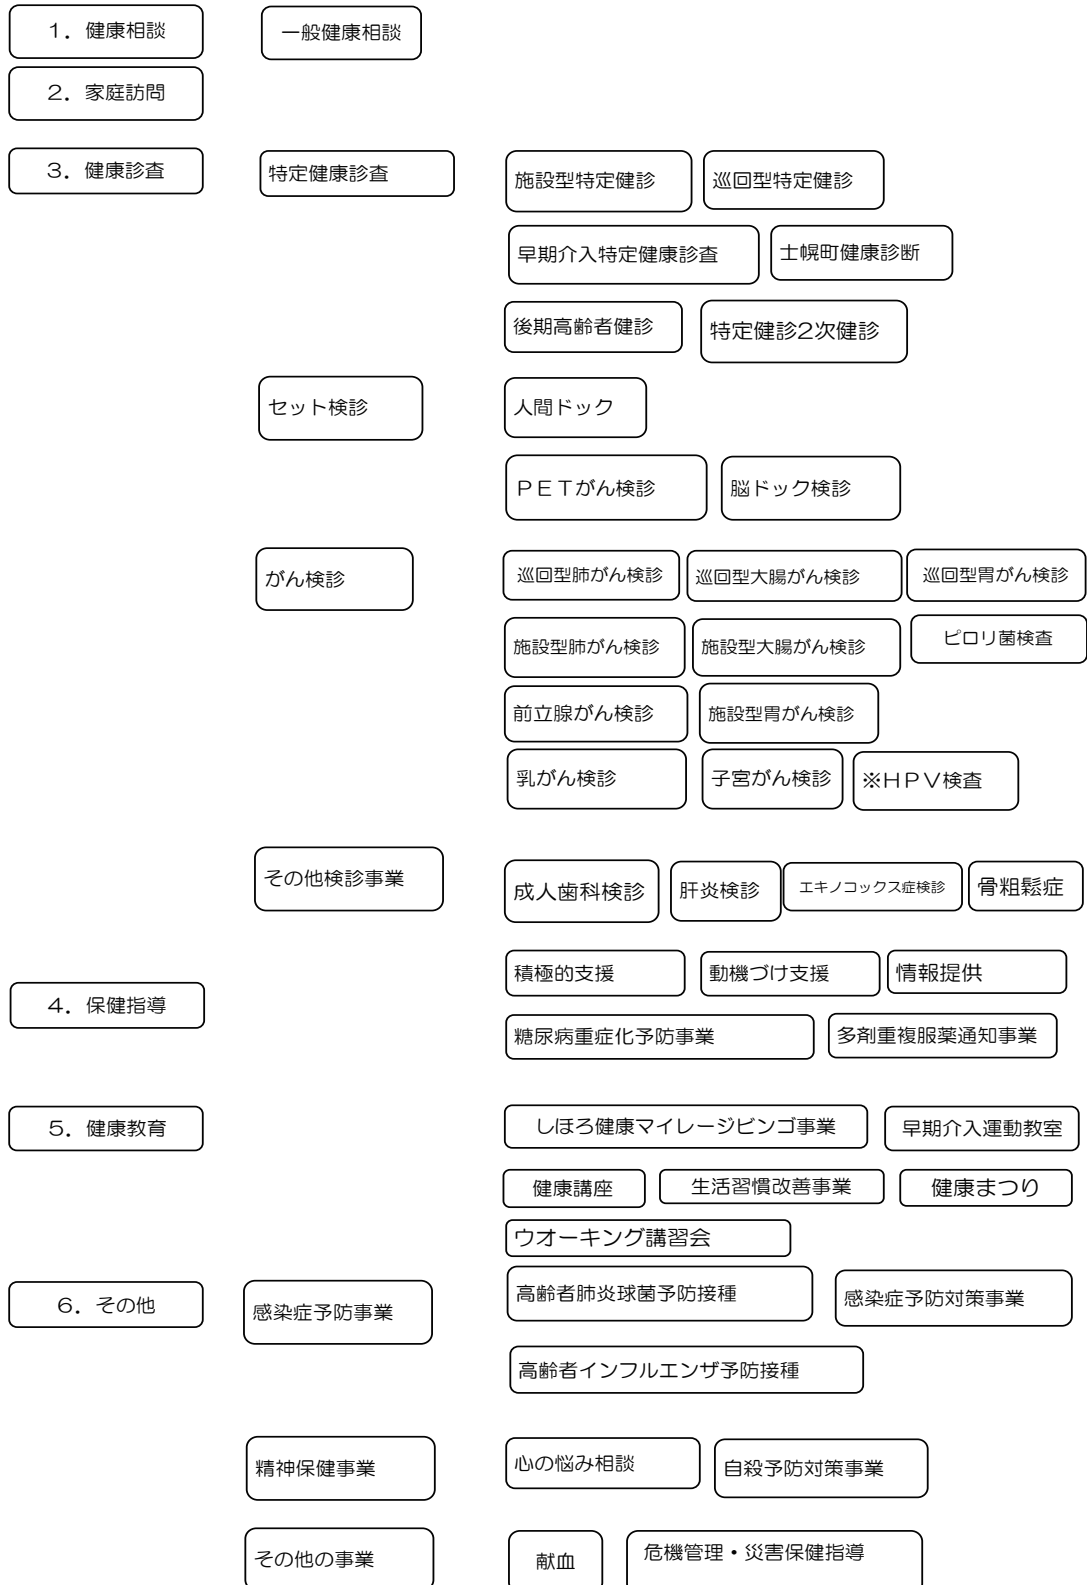 1．健康相談
一般健康相談
2．家庭訪問
3．健康診査
特定健康診査
施設型特定健診
巡回型特定健診
早期介入特定健康診査
士幌町健康診断
後期高齢者健診
特定健診2次健診
セット検診
人間ドック
ＰＥＴがん検診
脳ドック検診
がん検診
巡回型肺がん検診
巡回型大腸がん検診
巡回型胃がん検診
施設型肺がん検診
施設型大腸がん検診
ピロリ菌検査
前立腺がん検診
施設型胃がん検診
乳がん検診
子宮がん検診
※ＨＰＶ検査
その他検診事業
成人歯科検診
肝炎検診
エキノコックス症検診
骨粗鬆症
4．保健指導
積極的支援
動機づけ支援
情報提供
糖尿病重症化予防事業
多剤重複服薬通知事業
5．健康教育
しほろ健康マイレージビンゴ事業
早期介入運動教室
健康講座
生活習慣改善事業
健康まつり
ウオーキング講習会
6．その他
感染症予防事業
高齢者肺炎球菌予防接種
感染症予防対策事業
高齢者インフルエンザ予防接種
精神保健事業
心の悩み相談
自殺予防対策事業
その他の事業
献血
危機管理・災害保健指導